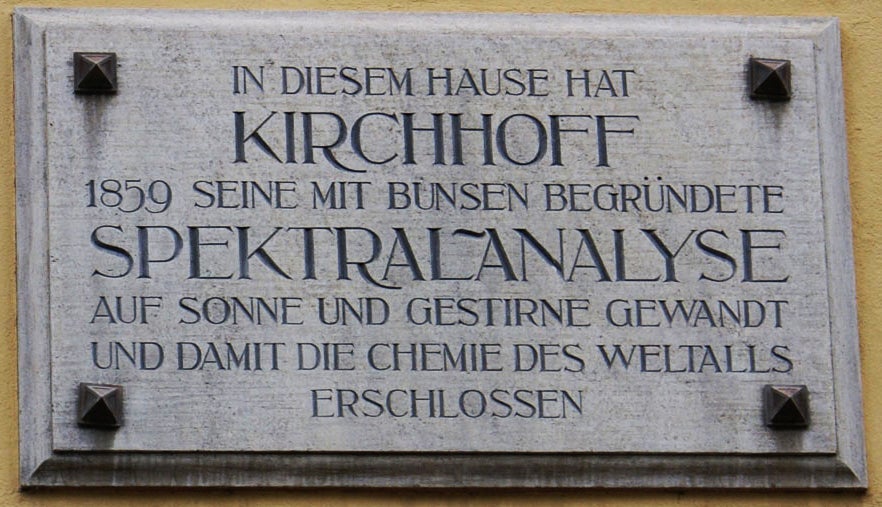 IN DIESEM HAUSE HAT
KIRCHHOFF
1859 SEINE MIT BUNSEN BEGRÜNDETE
SPEKTRAL-ANALYSE
AUF SONNE UND GESTIRNE GEWANDT
UND DAMIT DIE CHEMIE DES WELTALLS
ERSCHLOSSEN